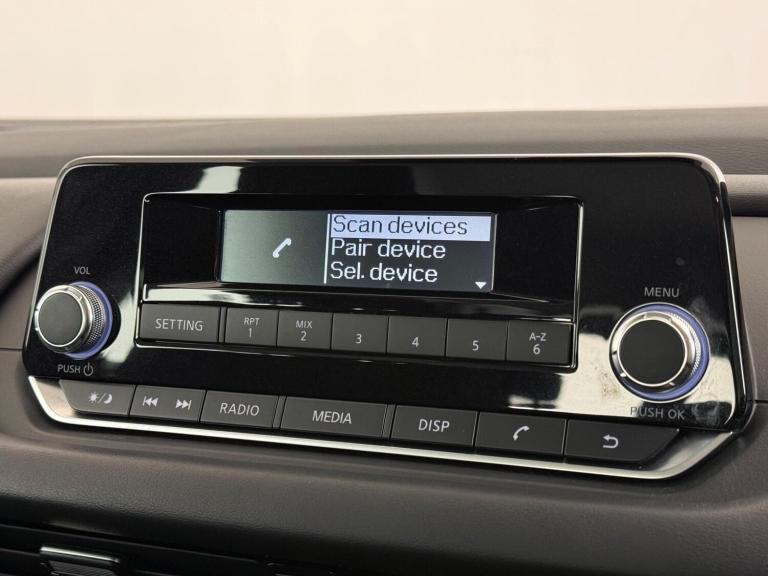 Scan devices
Pair device
Sel. device
VOL
MENU
SETTING
RPT
1
MIX
2
3
4
5
A-Z
6
PUSH
PUSH OK
RADIO
MEDIA
DISP